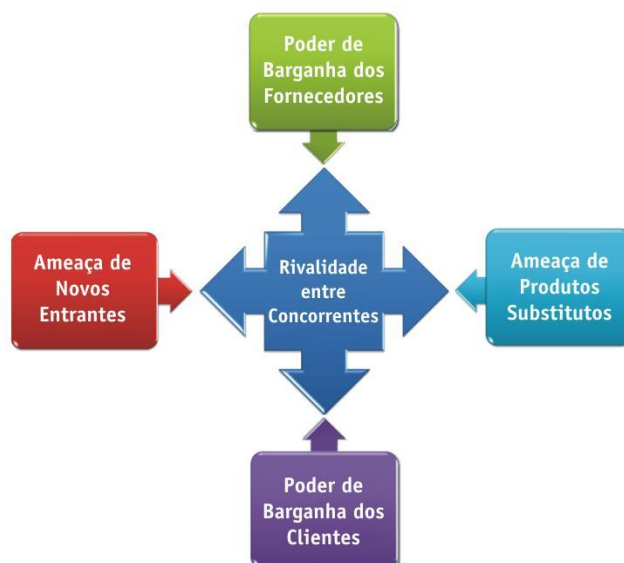 Poder de
Barganha dos
Fornecedores
Ameaça de
Novos
Entrantes
Rivalidade
entre
Concorrentes
Ameaça de
Produtos
Substitutos
Poder de
Barganha dos
Clientes